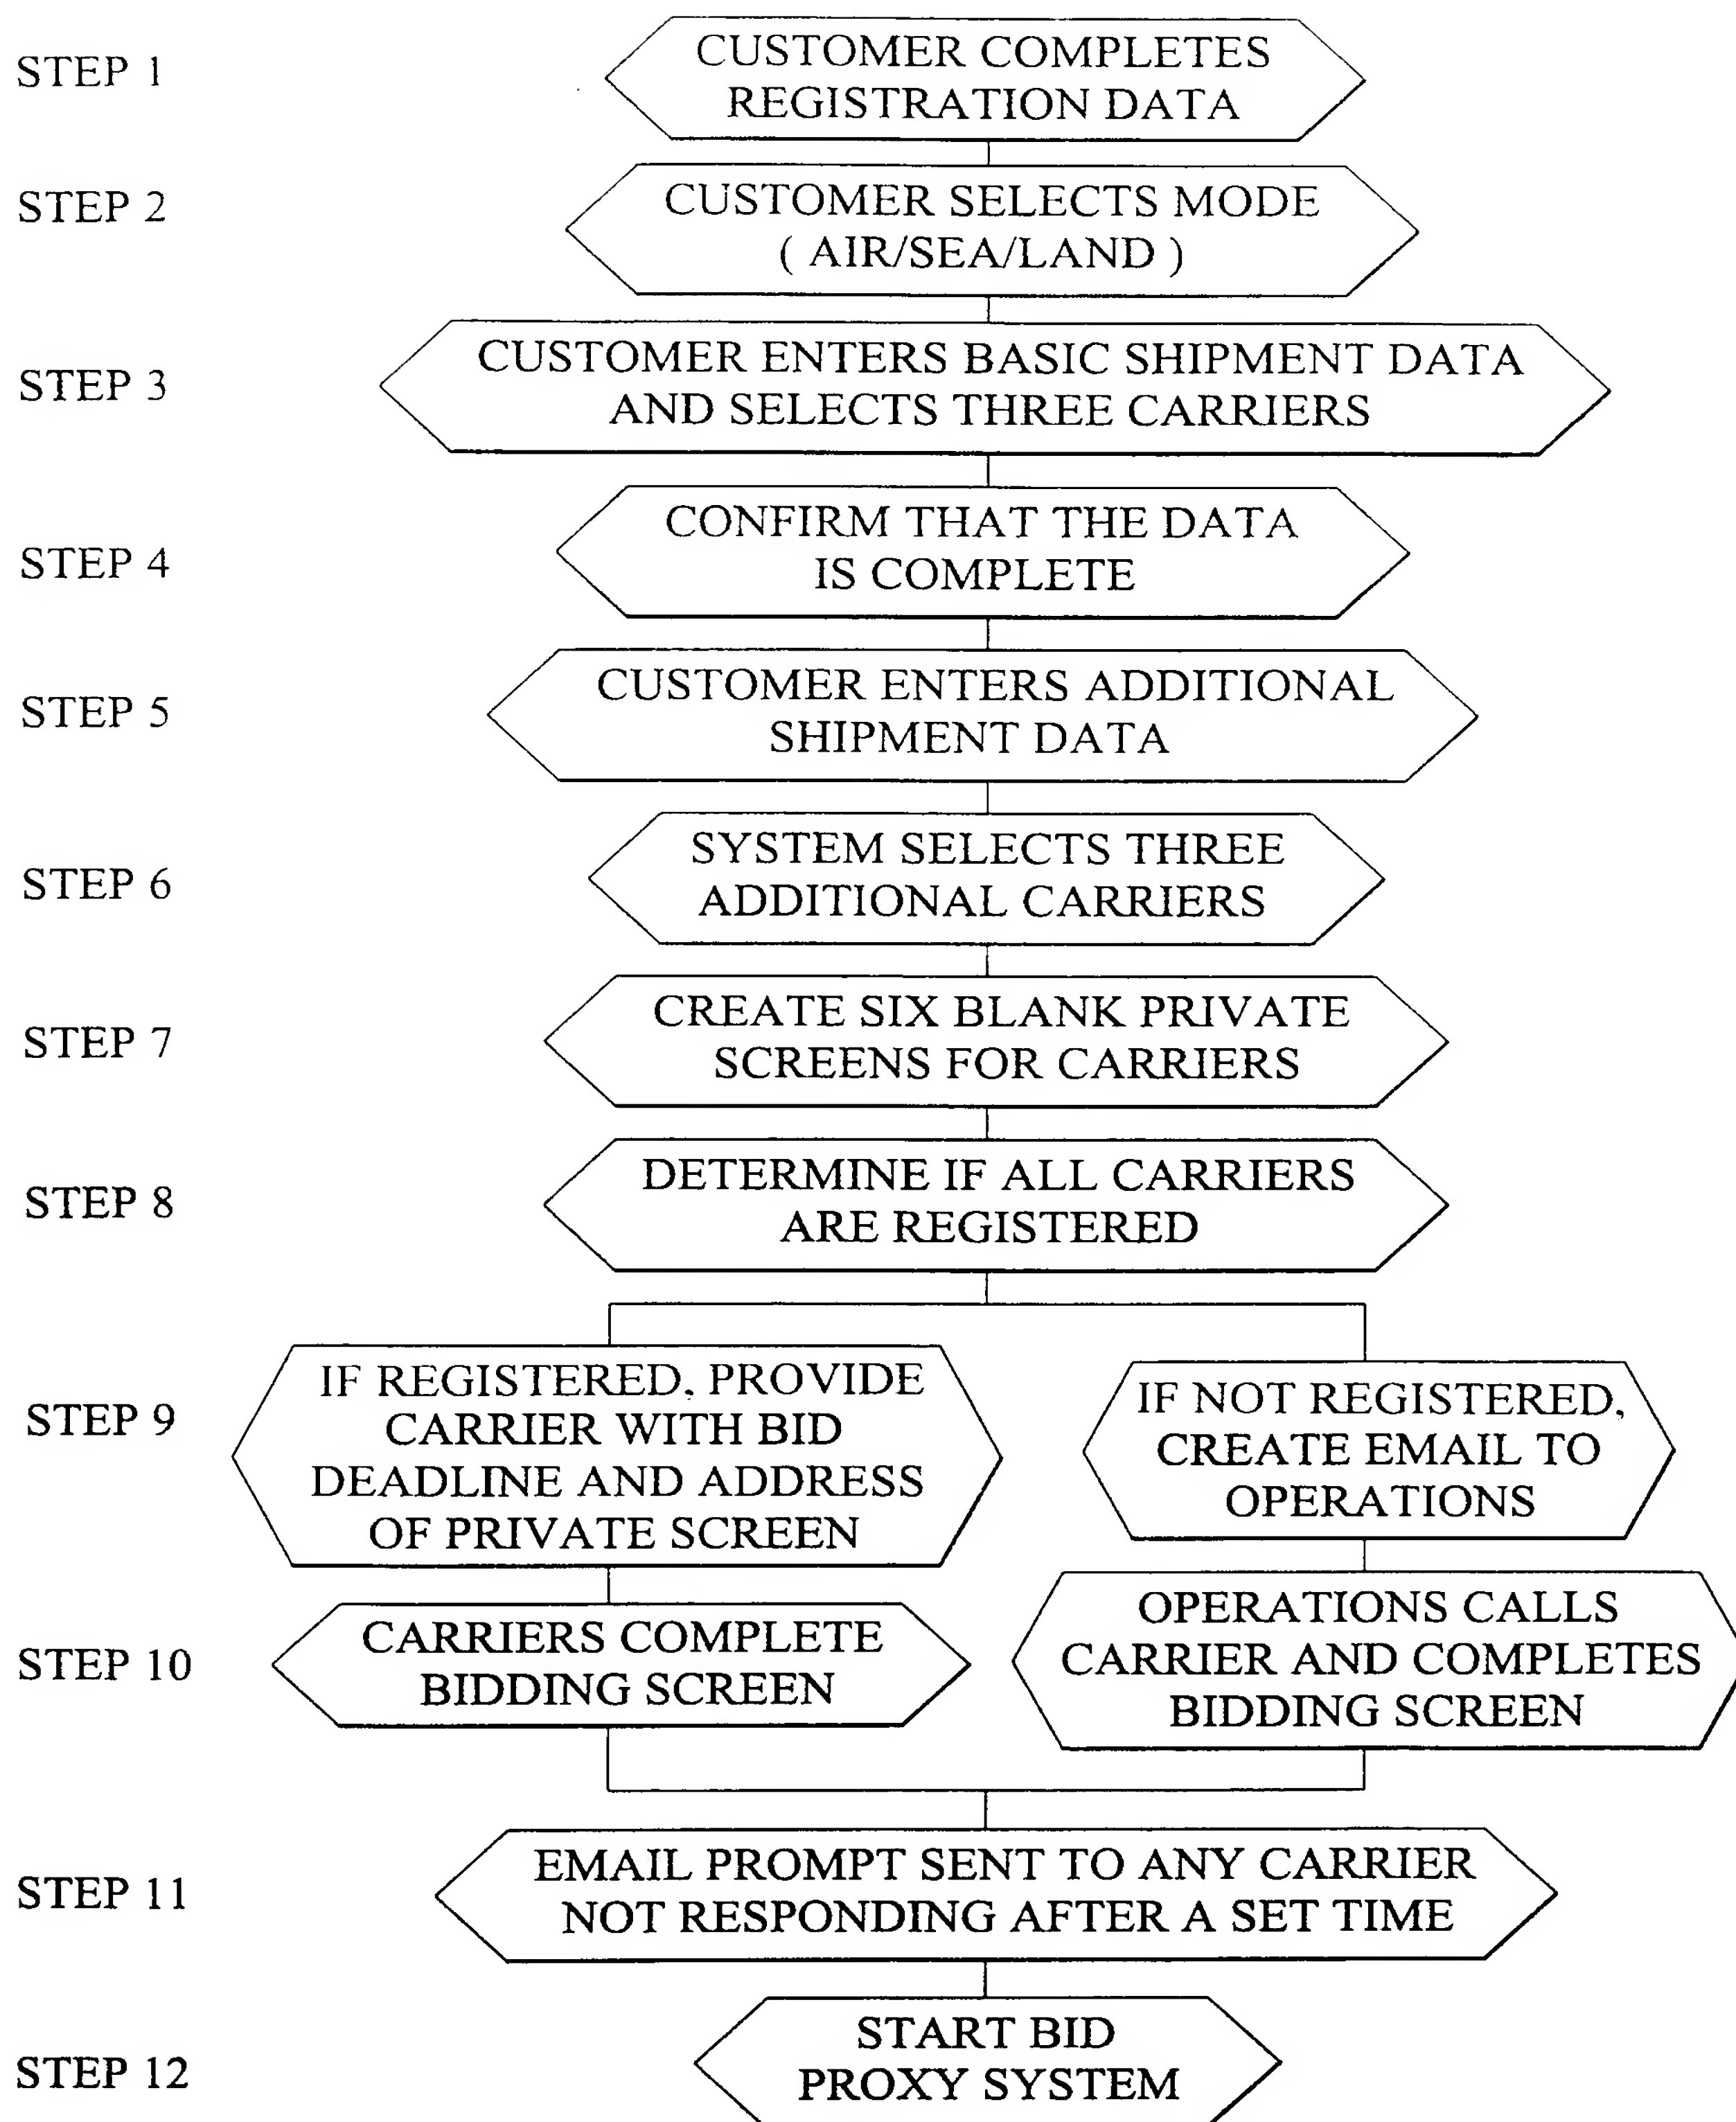 STEP 1
CUSTOMER COMPLETES
REGISTRATION DATA
STEP 2
CUSTOMER SELECTS MODE
( AIR/SEA/LAND )
STEP 3
CUSTOMER ENTERS BASIC SHIPMENT DATA
AND SELECTS THREE CARRIERS
STEP 4
CONFIRM THAT THE DATA
IS COMPLETE
STEP 5
CUSTOMER ENTERS ADDITIONAL
SHIPMENT DATA
STEP 6
SYSTEM SELECTS THREE
ADDITIONAL CARRIERS
STEP 7
CREATE SIX BLANK PRIVATE
SCREENS FOR CARRIERS
STEP 8
DETERMINE IF ALL CARRIERS
ARE REGISTERED
STEP 9
IF REGISTERED, PROVIDE
CARRIER WITH BID
DEADLINE AND ADDRESS
OF PRIVATE SCREEN
IF NOT REGISTERED,
CREATE EMAIL TO
OPERATIONS
STEP 10
CARRIERS COMPLETE
BIDDING SCREEN
OPERATIONS CALLS
CARRIER AND COMPLETES
BIDDING SCREEN
STEP 11
EMAIL PROMPT SENT TO ANY CARRIER
NOT RESPONDING AFTER A SET TIME
STEP 12
START BID
PROXY SYSTEM